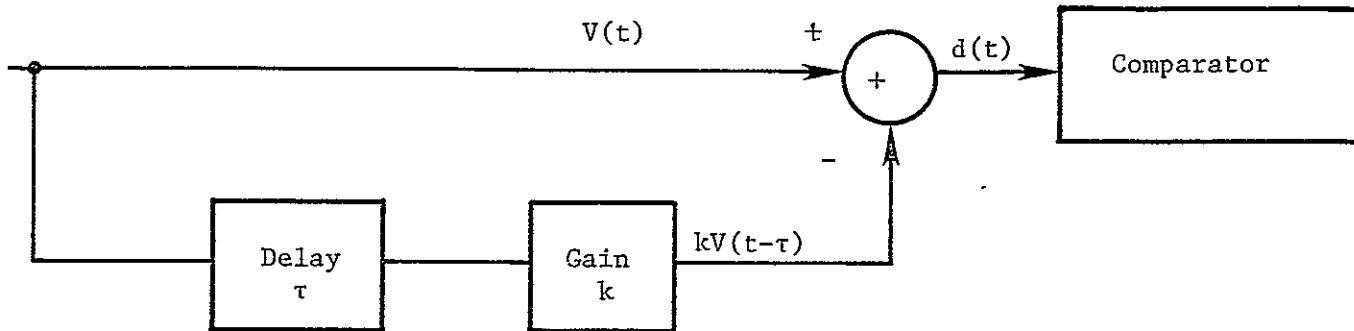 V(t)
+
+
d(t)
Comparator
-
Delay
τ
Gain
k
kV(t-τ)